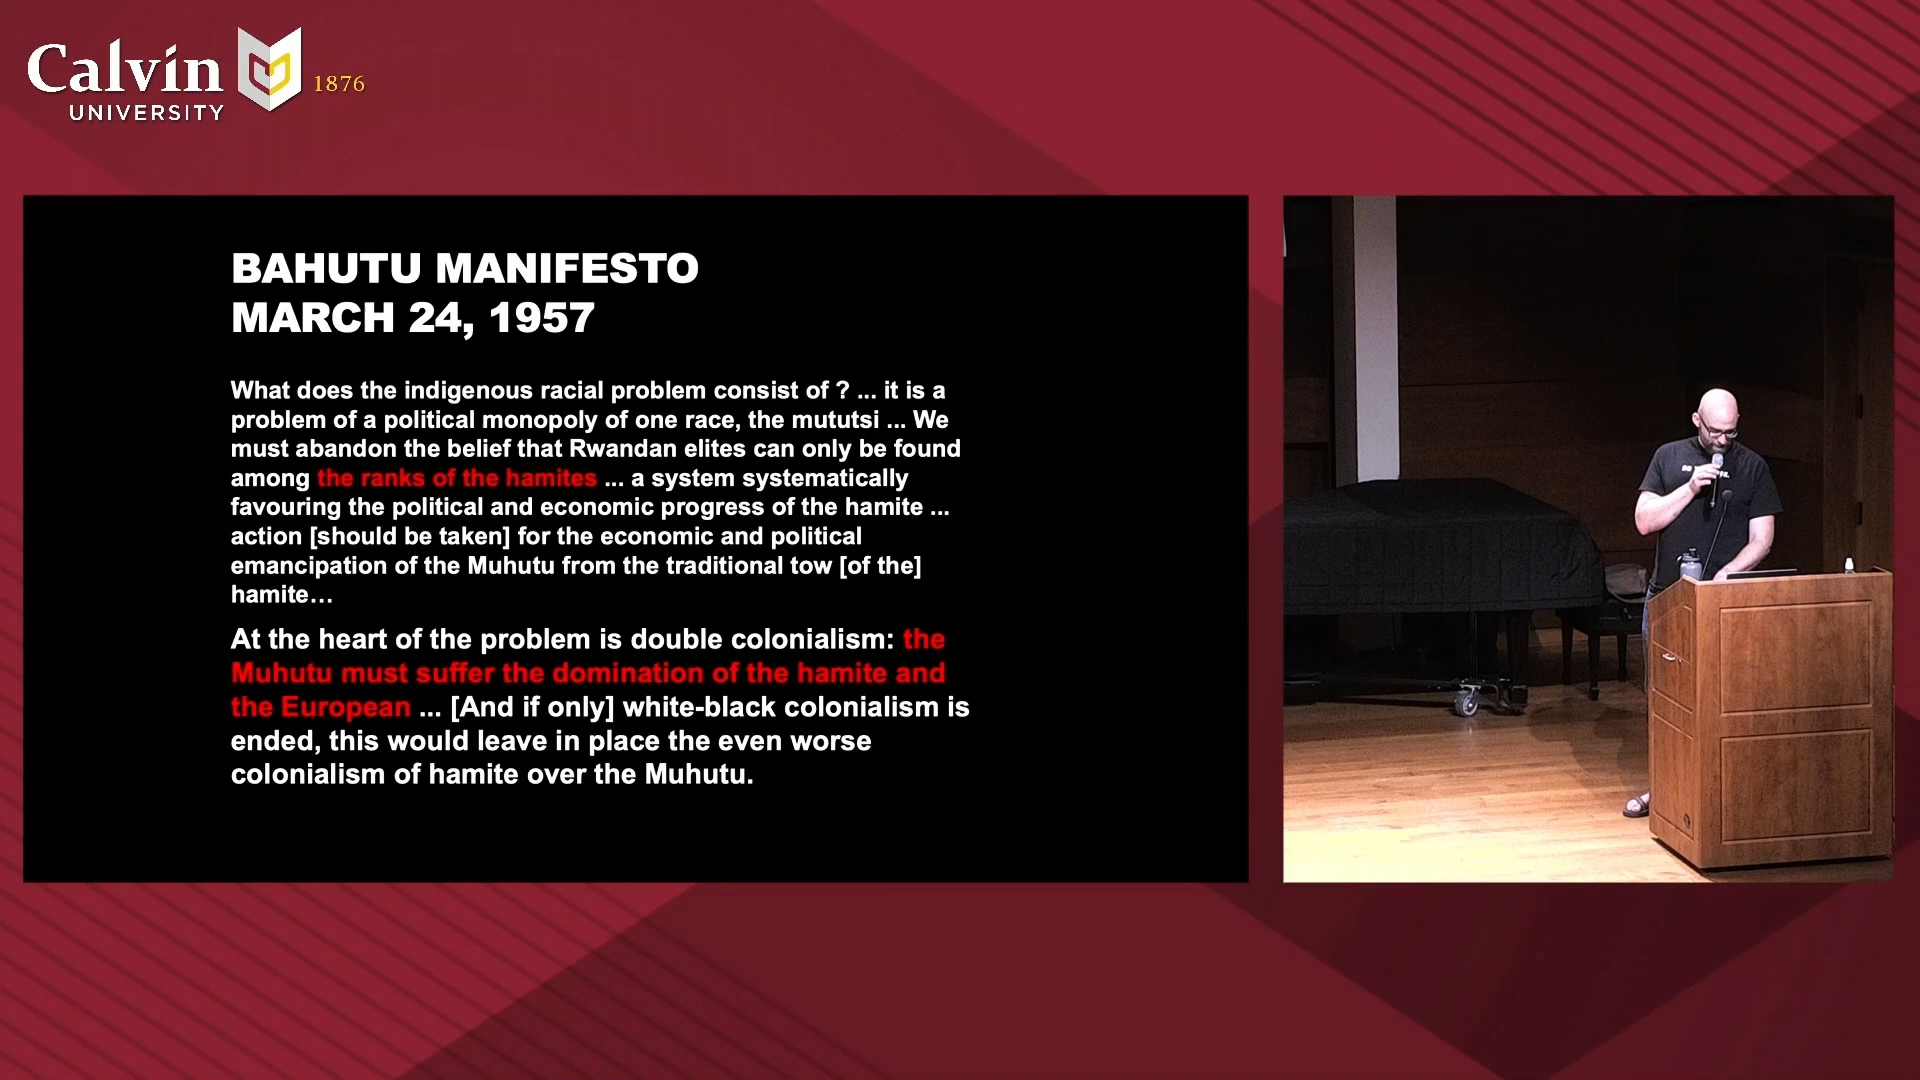 Calvin
UNIVERSITY
1876
BAHUTU MANIFESTO
MARCH 24, 1957
What does the indigenous racial problem consist of ? ... it is a
problem of a political monopoly of one race, the mututsi ... We
must abandon the belief that Rwandan elites can only be found
among the ranks of the hamites ... a system systematically
favouring the political and economic progress of the hamite ...
action [should be taken] for the economic and political
emancipation of the Muhutu from the traditional tow [of the]
hamite…
At the heart of the problem is double colonialism: the
Muhutu must suffer the domination of the hamite and
the European ... [And if only] white-black colonialism is
ended, this would leave in place the even worse
colonialism of hamite over the Muhutu.